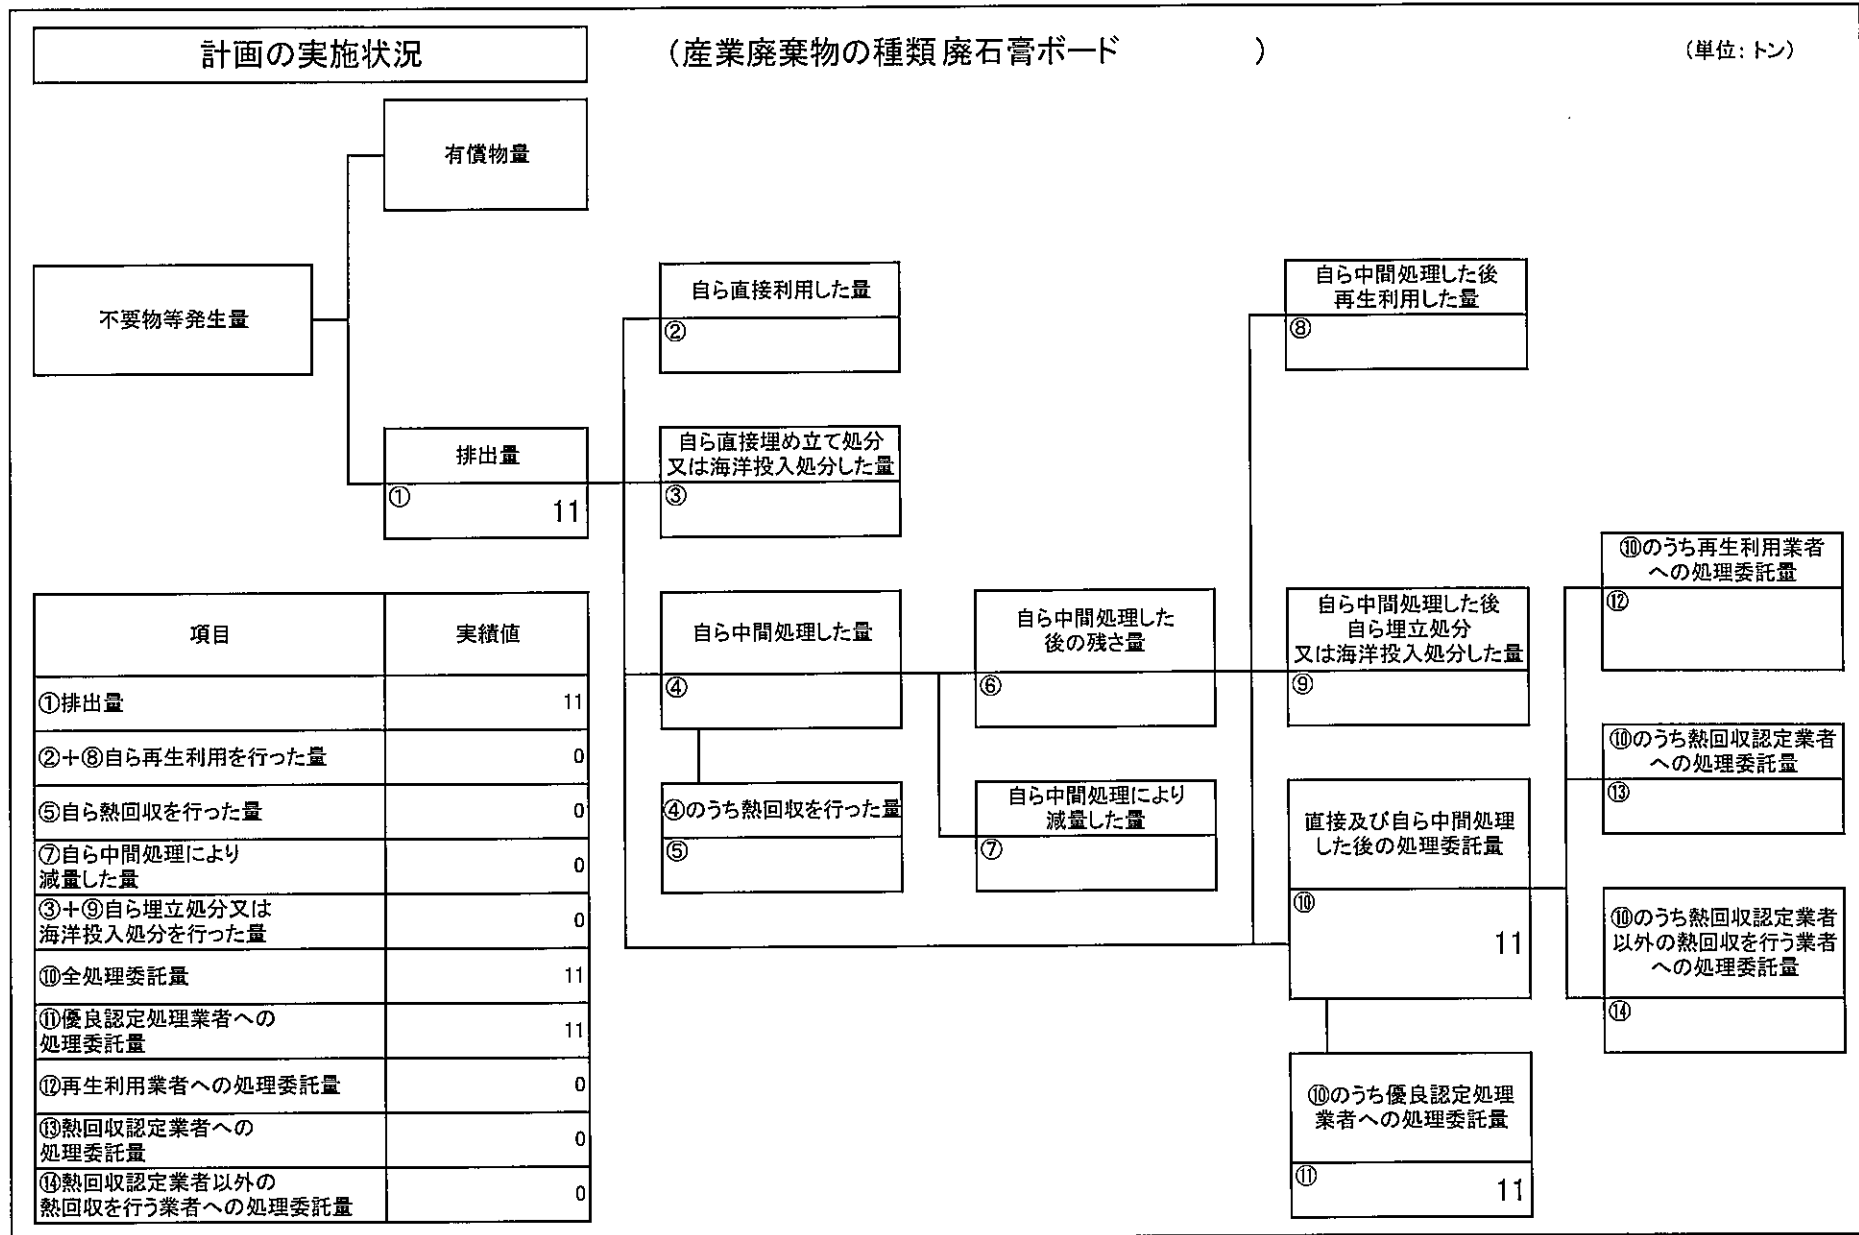 計画の実施状況
(産業廃棄物の種類 廃石膏ボード )
(単位: トン)
有償物量
不要物等発生量
排出量
①
11
自ら直接利用した量
②
自ら直接埋め立て処分
又は海洋投入処分した量
③
自ら中間処理した量
④
④のうち熱回収を行った量
⑤
自ら中間処理した
後の残さ量
⑥
自ら中間処理により
減量した量
⑦
自ら中間処理した後
再生利用した量
⑧
自ら中間処理した後
自ら埋立処分
又は海洋投入処分した量
⑨
直接及び自ら中間処理
した後の処理委託量
⑩
11
⑩のうち優良認定処理
業者への処理委託量
⑪
11
⑩のうち再生利用業者
への処理委託量
⑫
⑩のうち熱回収認定業者
への処理委託量
⑬
⑩のうち熱回収認定業者
以外の熱回収を行う業者
への処理委託量
⑭
項目 実績値
①排出量 11
②+⑧自ら再生利用を行った量 0
⑤自ら熱回収を行った量 0
⑦自ら中間処理により
減量した量 0
③+⑨自ら埋立処分又は
海洋投入処分を行った量 0
⑩全処理委託量 11
⑪優良認定処理業者への
処理委託量 11
⑫再生利用業者への処理委託量 0
⑬熱回収認定業者への
処理委託量 0
⑭熱回収認定業者以外の
熱回収を行う業者への処理委託量 0